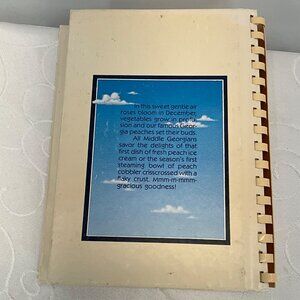 In this sweet gentle air
roses bloom in December,
vegetables grow in profu-
sion and our famous Geor-
gia peaches set their buds.
All Middle Georgians
savor the delights of that
first dish of fresh peach ice
cream or the season's first
steaming bowl of peach
cobbler crisscrossed with a
flaky crust. Mmm-m-mmm-
gracious goodness!